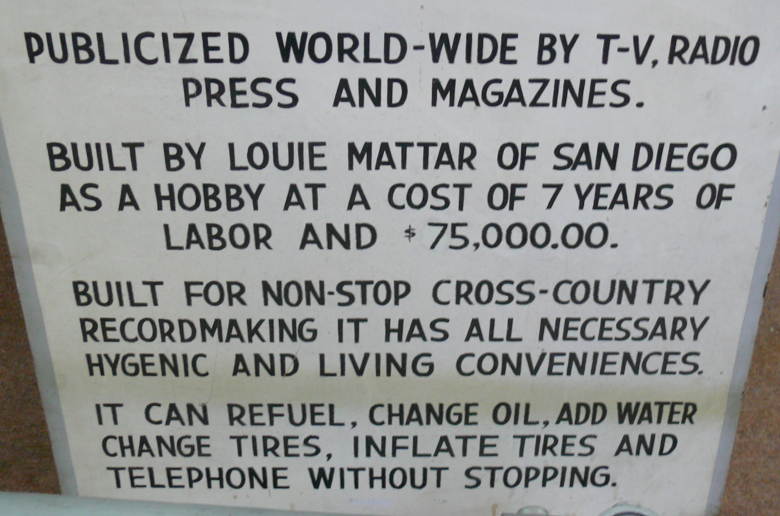 PUBLICIZED WORLD-WIDE BY T-V, RADIO
PRESS AND MAGAZINES.
BUILT BY LOUIE MATTAR OF SAN DIEGO
AS A HOBBY AT A COST OF 7 YEARS OF
LABOR AND $75,000.00.
BUILT FOR NON-STOP CROSS-COUNTRY
RECORDMAKING IT HAS ALL NECESSARY
HYGENIC AND LIVING CONVENIENCES.
IT CAN REFUEL, CHANGE OIL, ADD WATER
CHANGE TIRES, INFLATE TIRES AND
TELEPHONE WITHOUT STOPPING.